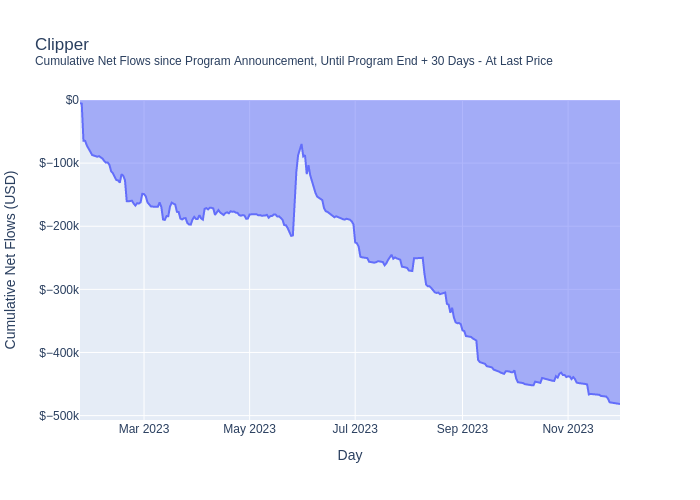 Clipper
Cumulative Net Flows since Program Announcement, Until Program End + 30 Days - At Last Price
Cumulative Net Flows (USD)
$0
$−100k
$−200k
$−300k
$−400k
$−500k
Mar 2023
May 2023
Jul 2023
Sep 2023
Nov 2023
Day